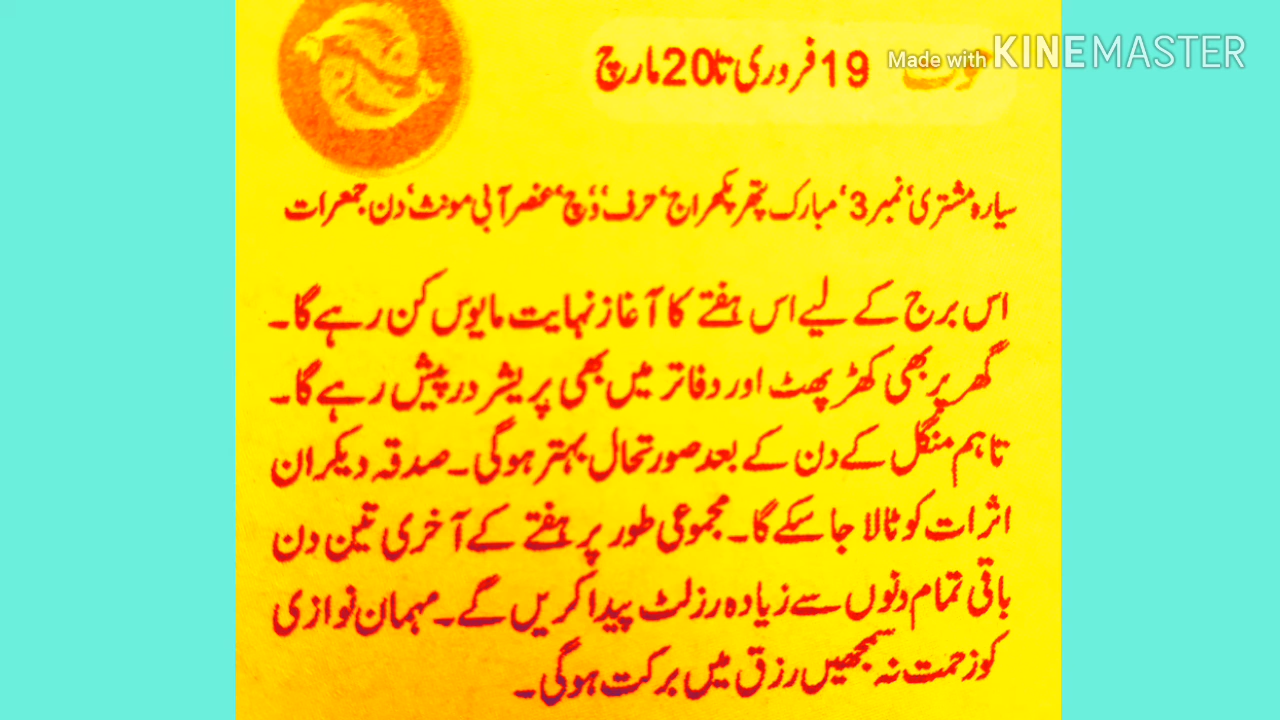 Made with KINEMASTER
19 فروری تا 20 مارچ
سیارہ مشتری‘ نمبر 3‘ مبارک پتھر پکھراج‘ حرف‘ د‘ چ‘ عنصر آبی مونث‘ دن جمعرات
اس برج کے لیے اس ہفتے کا آغاز نہایت مایوس کن رہے گا۔
گھر پر بھی کھڑپھٹ اور دفاتر میں بھی پریشر درپیش رہے گا۔
تاہم منگل کے دن کے بعد صورتحال بہتر ہوگی۔ صدقہ دیکر ان
اثرات کو ٹالا جا سکے گا۔ مجموعی طور پر ہفتے کے آخری تین دن
باقی تمام دنوں سے زیادہ رزلٹ پیدا کریں گے۔ مہمان نوازی
کو زحمت نہ سمجھیں رزق میں برکت ہوگی۔